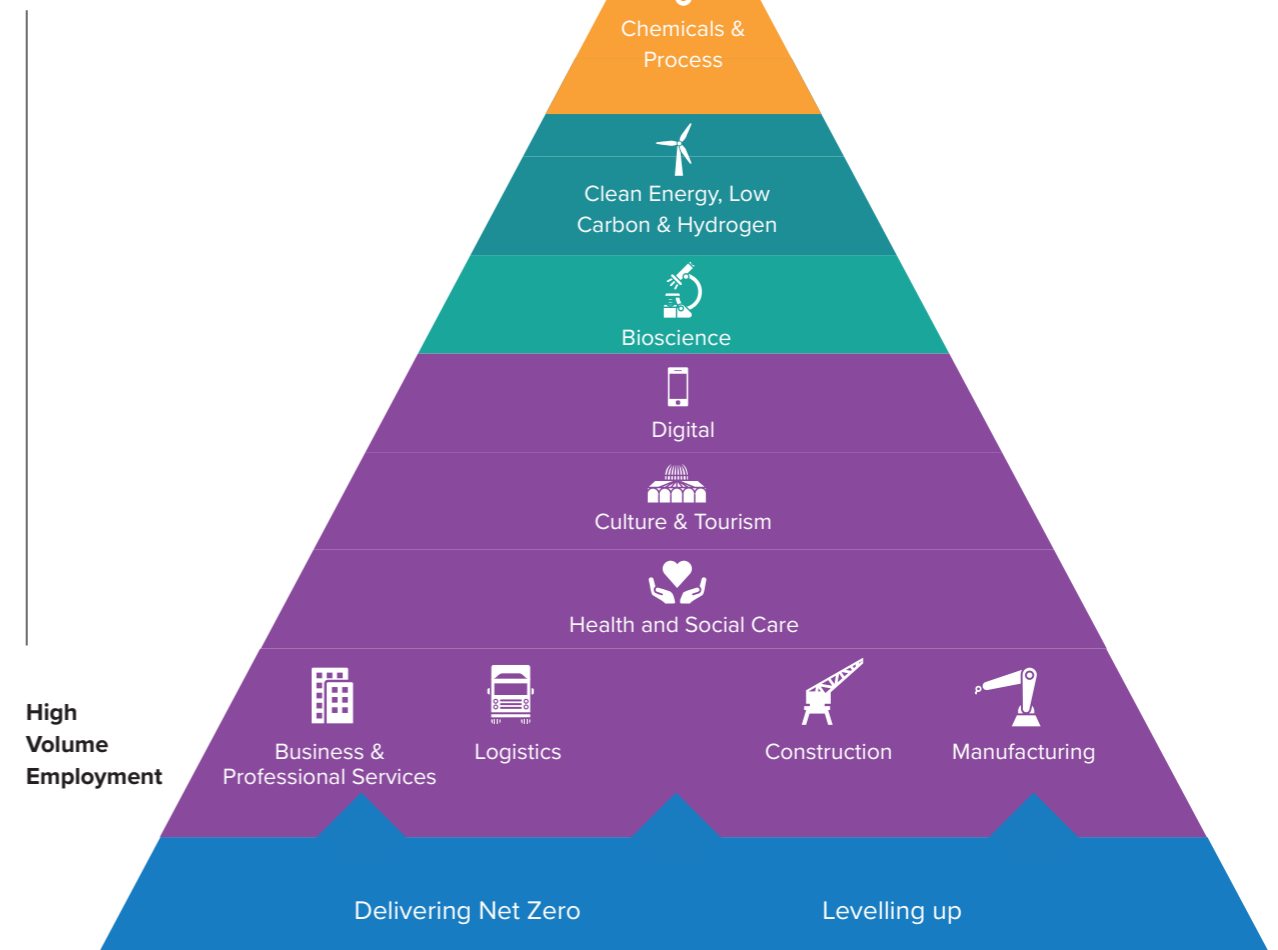 Chemicals &
Process
Clean Energy, Low
Carbon & Hydrogen
Bioscience
Digital
Culture & Tourism
Health and Social Care
High
Volume
Employment
Business &
Professional Services
Logistics
Construction
Manufacturing
Delivering Net Zero
Levelling up